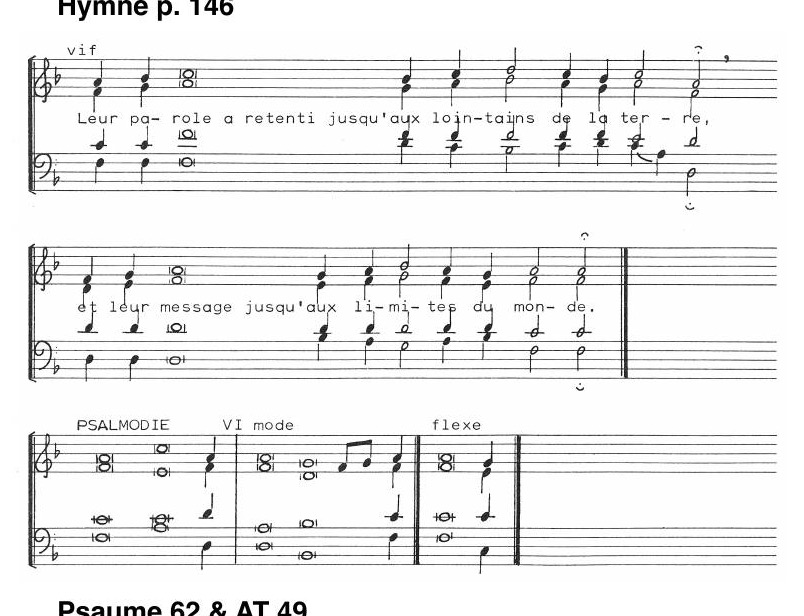 Hymne p. 146
vif
Leur pa- role a retenti jusqu'aux loin-tains de la ter - re,
et leur message jusqu'aux li-mi- tes du mon- de.
PSALMODIE VI mode flexe
Psaume 62 & AT 49